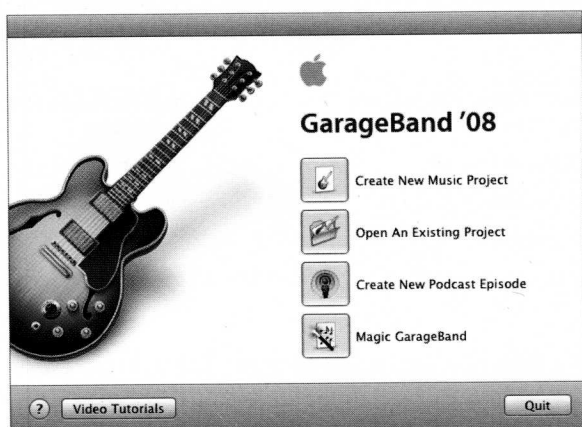 GarageBand '08
Create New Music Project
Open An Existing Project
Create New Podcast Episode
Magic GarageBand
? Video Tutorials Quit